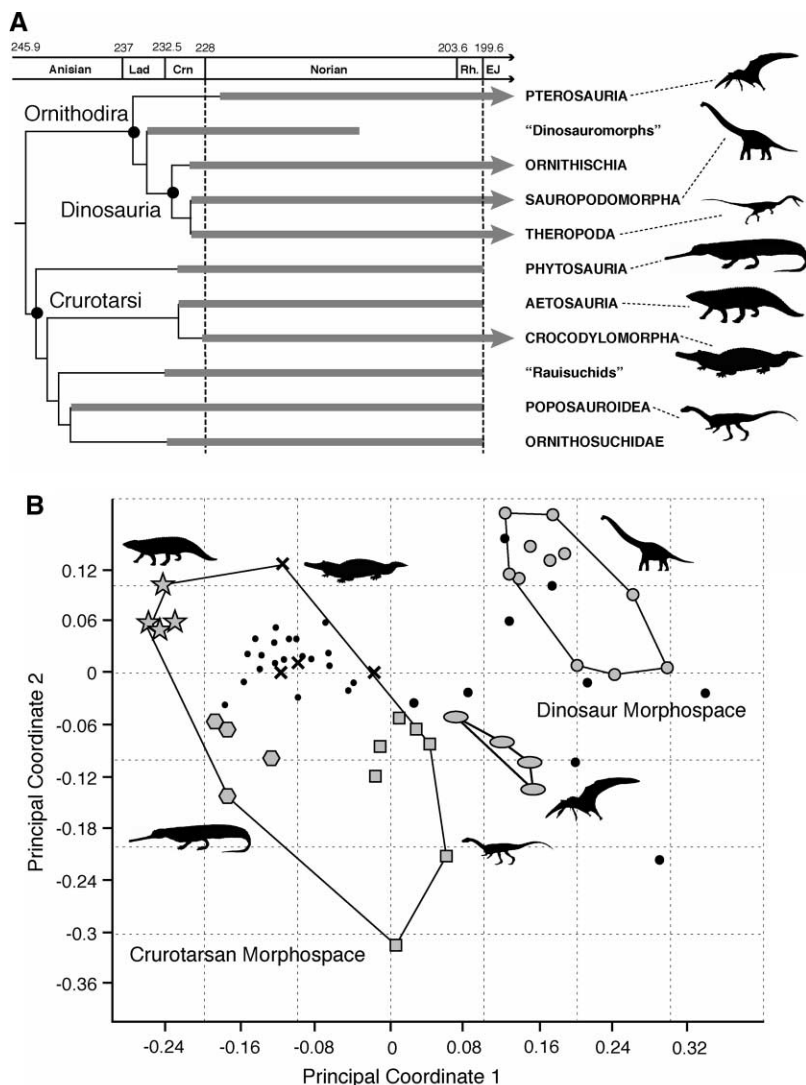 A
245.9 237 232.5 228 203.6 199.6
Anisian Lad Crn Norian Rh. EJ
Ornithodira
PTEROSAURIA
“Dinosauromorphs”
ORNITHISCHIA
Dinosauria
SAUROPODOMORPHA
THEROPODA
PHYTOSAURIA
Crurotarsi
AETOSAURIA
CROCODYLOMORPHA
“Rauisuchids”
POPOSAUROIDEA
ORNITHOSUCHIDAE
B
Principal Coordinate 2
0.12
0.06
0
-0.06
-0.12
-0.18
-0.24
-0.3
-0.36
Dinosaur Morphospace
Crurotarsan Morphospace
-0.24 -0.16 -0.08 0 0.08 0.16 0.24 0.32
Principal Coordinate 1